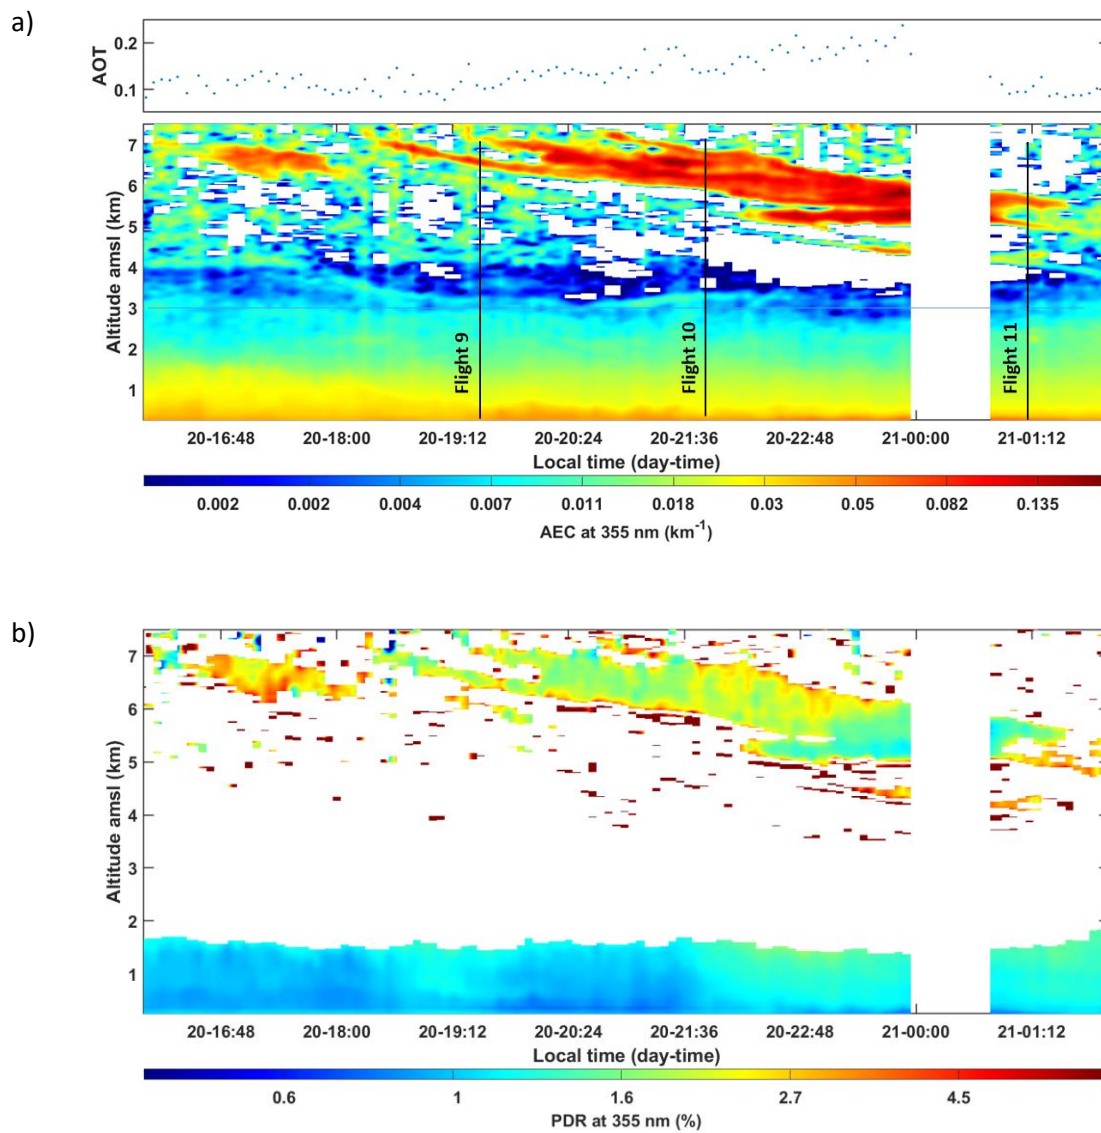 a)
0.2
AOT
0.1
7
6
5
4
3
2
1
Altitude amsl (km)
Flight 9
Flight 10
Flight 11
20-16:48 20-18:00 20-19:12 20-20:24 20-21:36 20-22:48 21-00:00 21-01:12
Local time (day-time)
0.002 0.002 0.004 0.007 0.011 0.018 0.03 0.05 0.082 0.135
AEC at 355 nm (km-1)
b)
7
6
5
4
3
2
1
Altitude amsl (km)
20-16:48 20-18:00 20-19:12 20-20:24 20-21:36 20-22:48 21-00:00 21-01:12
Local time (day-time)
0.6 1 1.6 2.7 4.5
PDR at 355 nm (%)